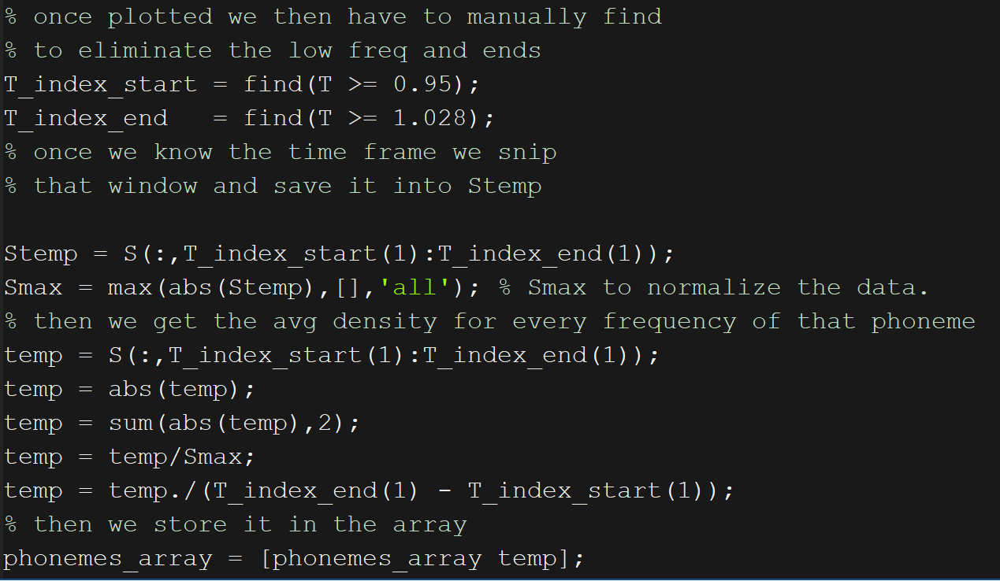 % once plotted we then have to manually find
% to eliminate the low freq and ends
T_index_start = find(T >= 0.95);
T_index_end   = find(T >= 1.028);
% once we know the time frame we snip
% that window and save it into Stemp
Stemp = S(:,T_index_start(1):T_index_end(1));
Smax = max(abs(Stemp),[],'all'); % Smax to normalize the data.
% then we get the avg density for every frequency of that phoneme
temp = S(:,T_index_start(1):T_index_end(1));
temp = abs(temp);
temp = sum(abs(temp),2);
temp = temp/Smax;
temp = temp./(T_index_end(1) - T_index_start(1));
% then we store it in the array
phonemes_array = [phonemes_array temp];